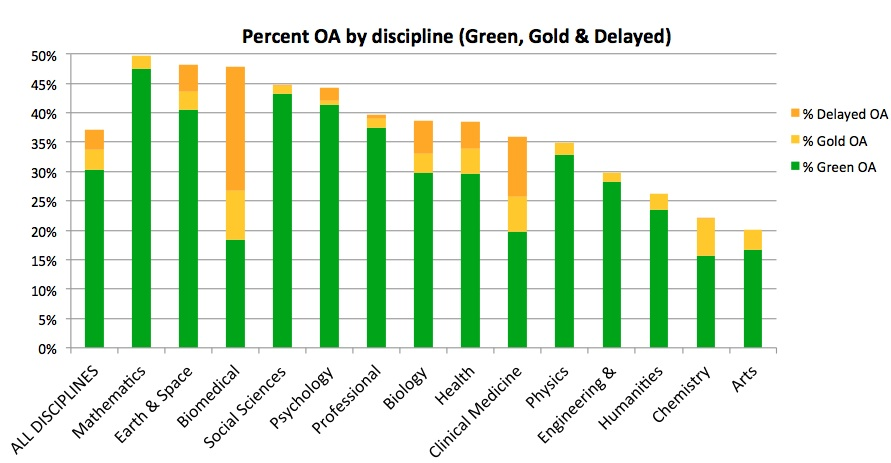 Percent OA by discipline (Green, Gold & Delayed)
50%
45%
40%
35%
30%
25%
20%
15%
10%
5%
0%
% Delayed OA
% Gold OA
% Green OA
ALL DISCIPLINES
Mathematics
Earth & Space
Biomedical
Social Sciences
Psychology
Professional
Biology
Health
Clinical Medicine
Physics
Engineering &
Humanities
Chemistry
Arts